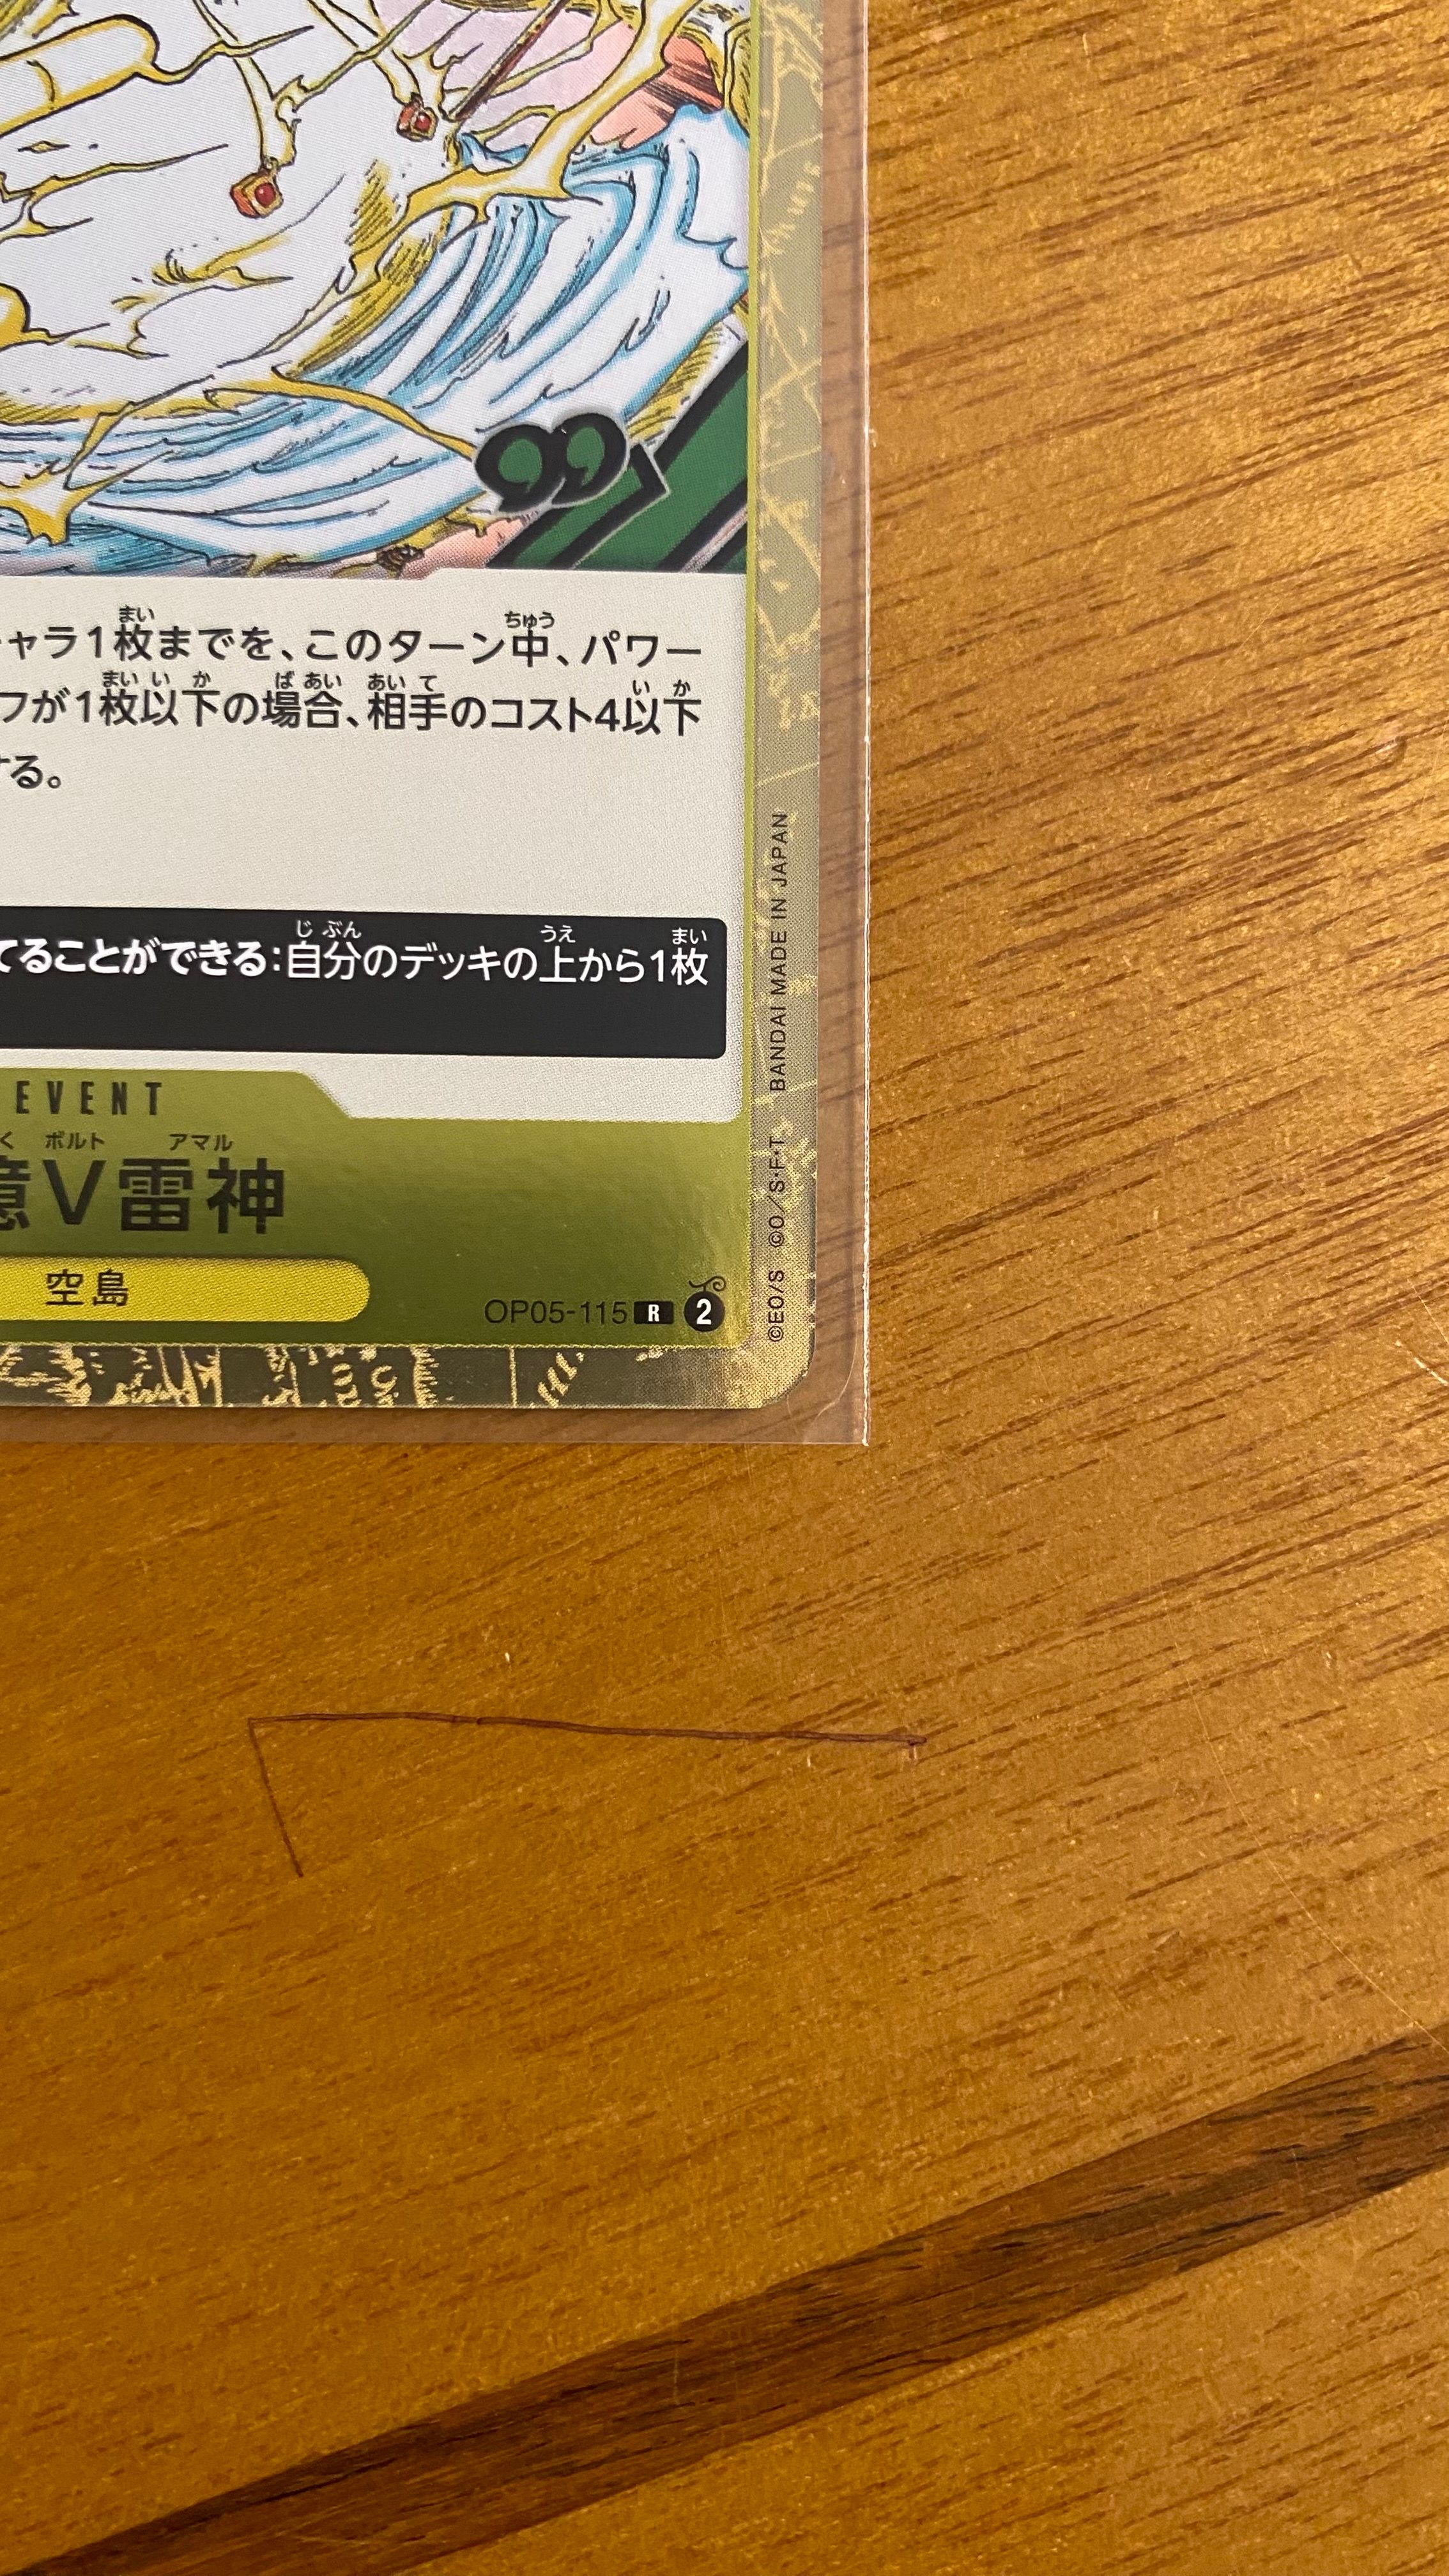 まい ちゅう
ャラ1枚までを、このターン中、パワー
まい い か ば あい あい て い か
フが1枚以下の場合、相手のコスト4以下
する。
じ ぶん うえ まい
てることができる:自分のデッキの上から1枚
EVENT
く ボルト アマル
億V雷神
空島
OP05-115 R 2
©EO/S ©O/S・F・T BANDAI MADE IN JAPAN